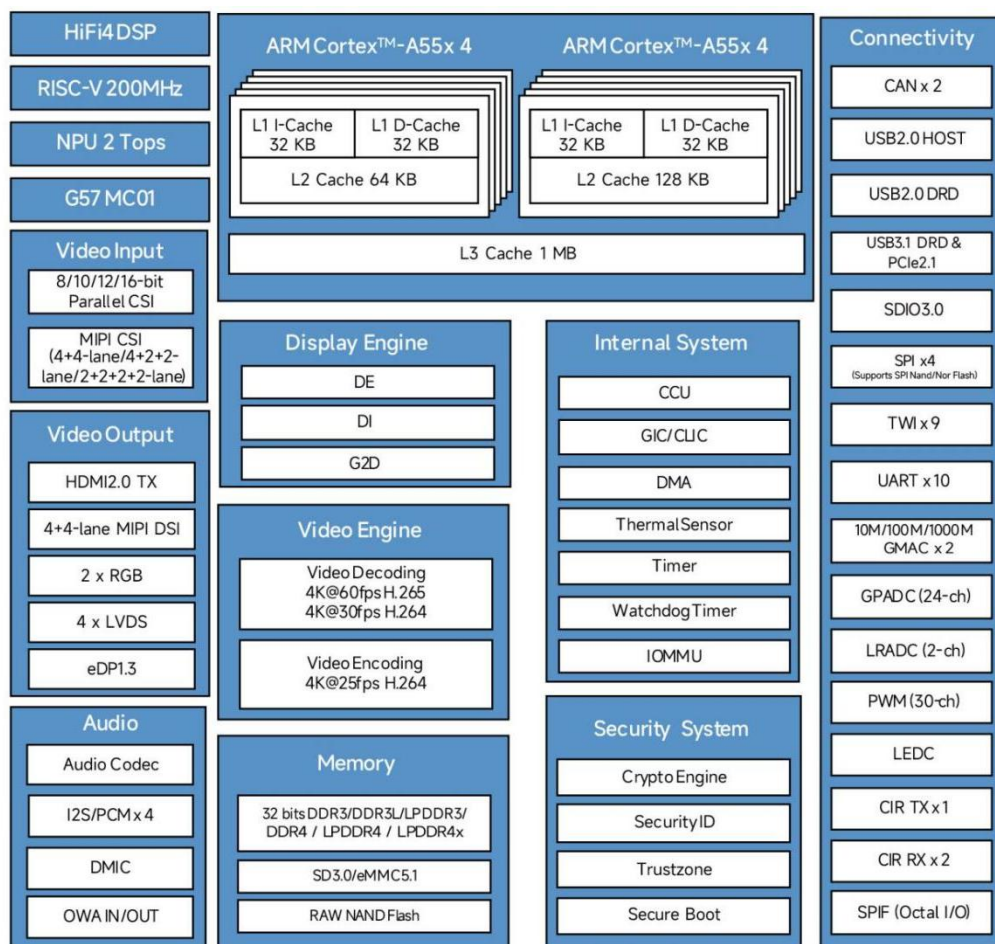 HiFi4 DSP
RISC-V 200MHz
NPU 2 Tops
G57 MC01
Video Input
8/10/12/16-bit
Parallel CSI
MIPI CSI
(4+4-lane/4+2+2-
lane/2+2+2+2-lane)
Video Output
HDMI2.0 TX
4+4-lane MIPI DSI
2 x RGB
4 x LVDS
eDP1.3
Audio
Audio Codec
I2S/PCM x 4
DMIC
OWA IN/OUT
ARM Cortex™-A55x 4
L1 I-Cache
32 KB
L1 D-Cache
32 KB
L2 Cache 64 KB
ARM Cortex™-A55x 4
L1 I-Cache
32 KB
L1 D-Cache
32 KB
L2 Cache 128 KB
L3 Cache 1 MB
Display Engine
DE
DI
G2D
Video Engine
Video Decoding
4K@60fps H.265
4K@30fps H.264
Video Encoding
4K@25fps H.264
Memory
32 bits DDR3/DDR3L/LPDDR3/
DDR4 / LPDDR4 / LPDDR4x
SD3.0/eMMC5.1
RAW NAND Flash
Internal System
CCU
GIC/CLIC
DMA
Thermal Sensor
Timer
Watchdog Timer
IOMMU
Security System
Crypto Engine
Security ID
Trustzone
Secure Boot
Connectivity
CAN x 2
USB2.0 HOST
USB2.0 DRD
USB3.1 DRD &
PCIe2.1
SDIO3.0
SPI x4
(Supports SPI Nand/Nor Flash)
TWI x 9
UART x 10
10M/100M/1000M
GMAC x 2
GPADC (24-ch)
LRADC (2-ch)
PWM (30-ch)
LEDC
CIR TX x 1
CIR RX x 2
SPIF (Octal I/O)